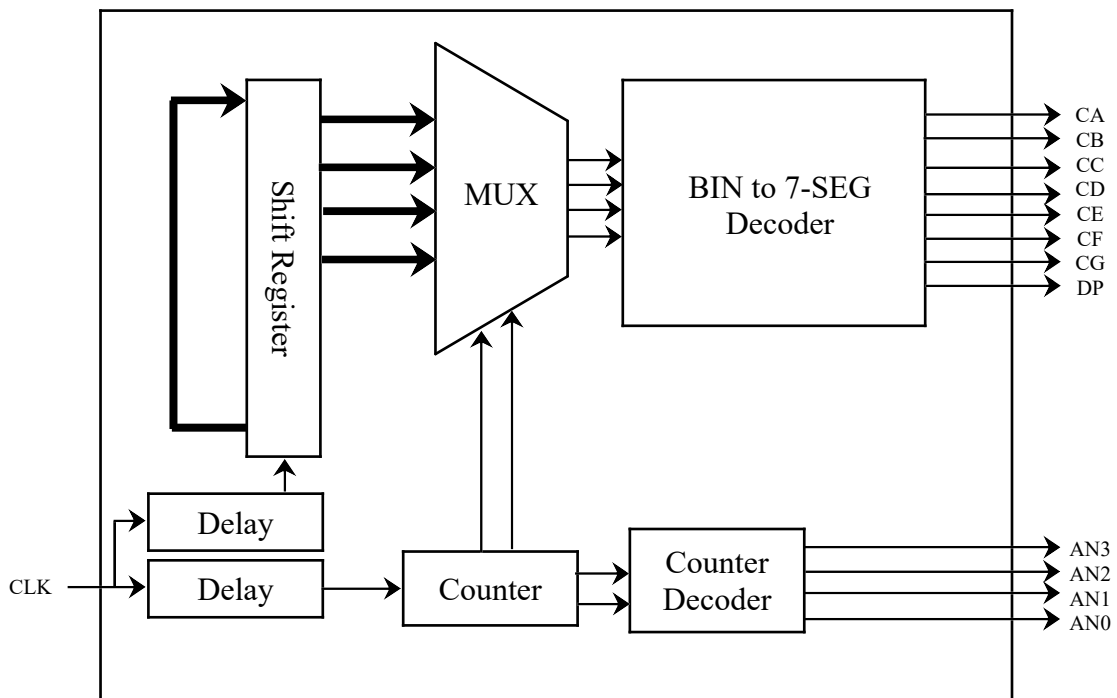 Shift Register
MUX
BIN to 7-SEG
Decoder
CA
CB
CC
CD
CE
CF
CG
DP
Delay
CLK
Delay
Counter
Counter
Decoder
AN3
AN2
AN1
AN0